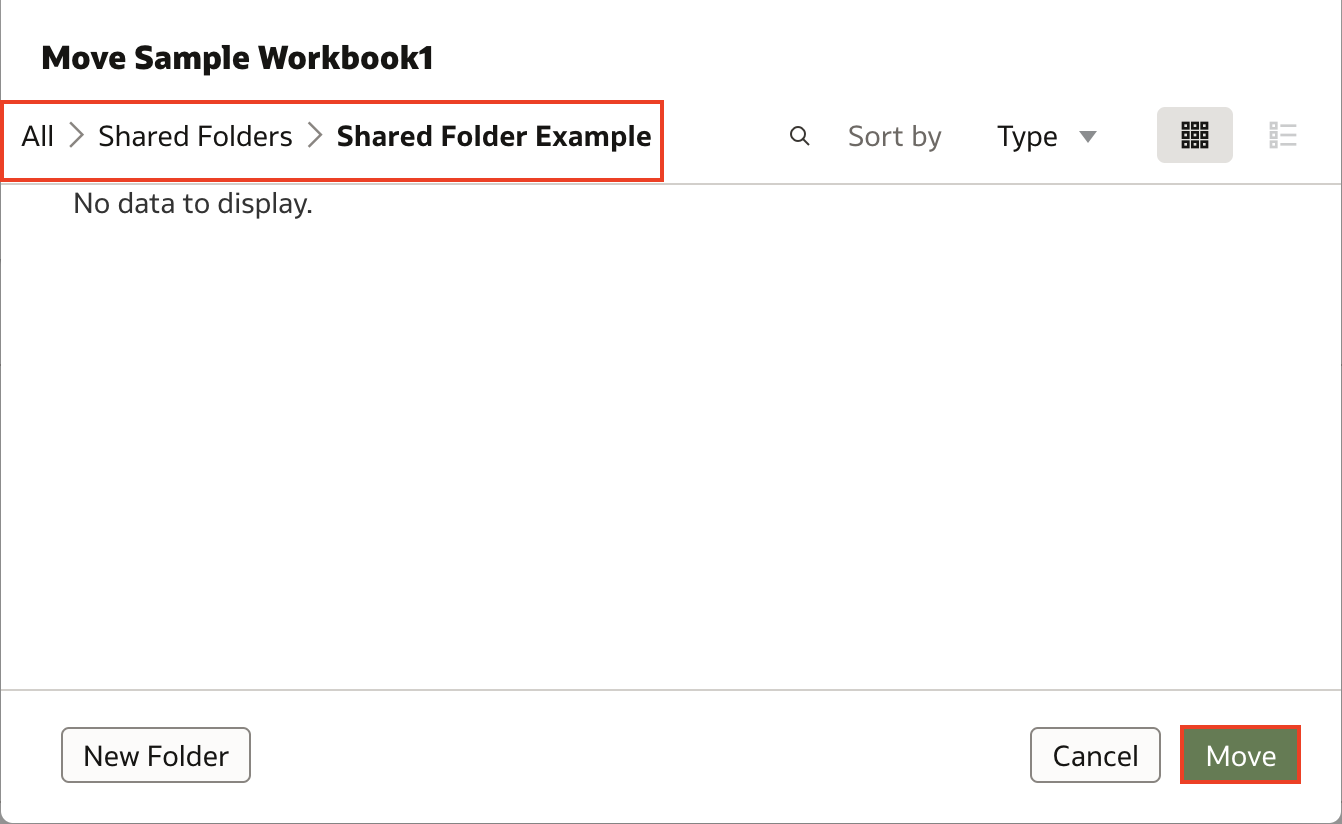 Move Sample Workbook1
All Shared Folders Shared Folder Example Sort by Type
No data to display.
New Folder Cancel Move